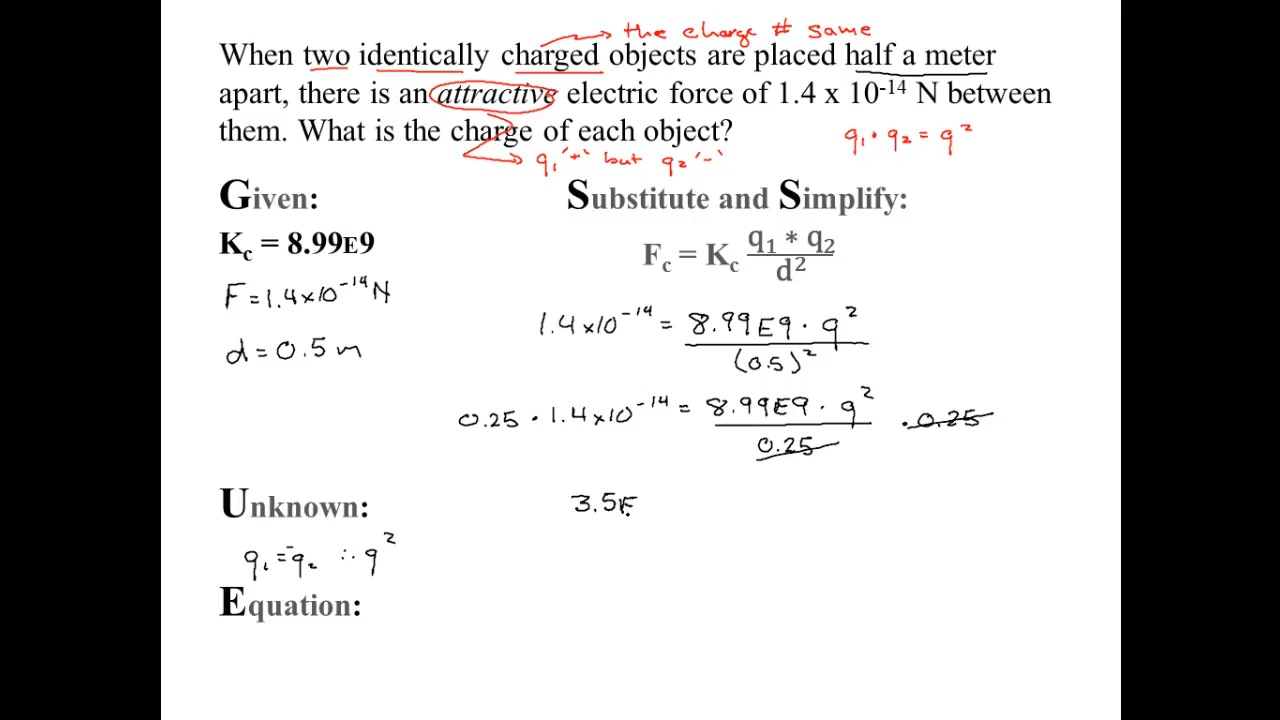 the charge # same
When two identically charged objects are placed half a meter
apart, there is an attractive electric force of 1.4 x 10⁻¹⁴ N between
them. What is the charge of each object?
q₁ · q₂ = q²
q₁ '+' but q₂ '-'
Given:
Kc = 8.99E9
F = 1.4 x 10⁻¹⁴ N
d = 0.5 m
Substitute and Simplify:
Fc = Kc q₁ * q₂ / d²
1.4 x 10⁻¹⁴ = 8.99E9 · q² / (0.5)²
0.25 · 1.4 x 10⁻¹⁴ = 8.99E9 · q² / 0.25 · 0.25
3.5E
Unknown:
q₁ = -q₂ ∴ q²
Equation: